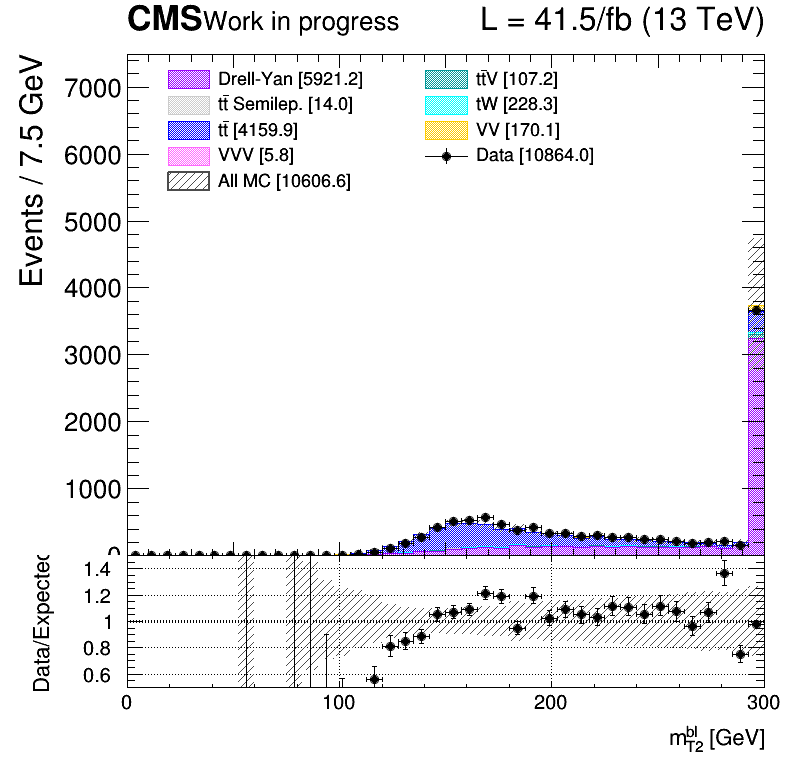 CMS Work in progress L = 41.5/fb (13 TeV)
Events / 7.5 GeV
7000
6000
5000
4000
3000
2000
1000
0
Drell-Yan [5921.2]
tt̄ Semilep. [14.0]
tt̄ [4159.9]
VVV [5.8]
All MC [10606.6]
tt̄V [107.2]
tW [228.3]
VV [170.1]
Data [10864.0]
Data/Expected
1.4
1.2
1
0.8
0.6
0 100 200 300
m_{T2}^{bl} [GeV]